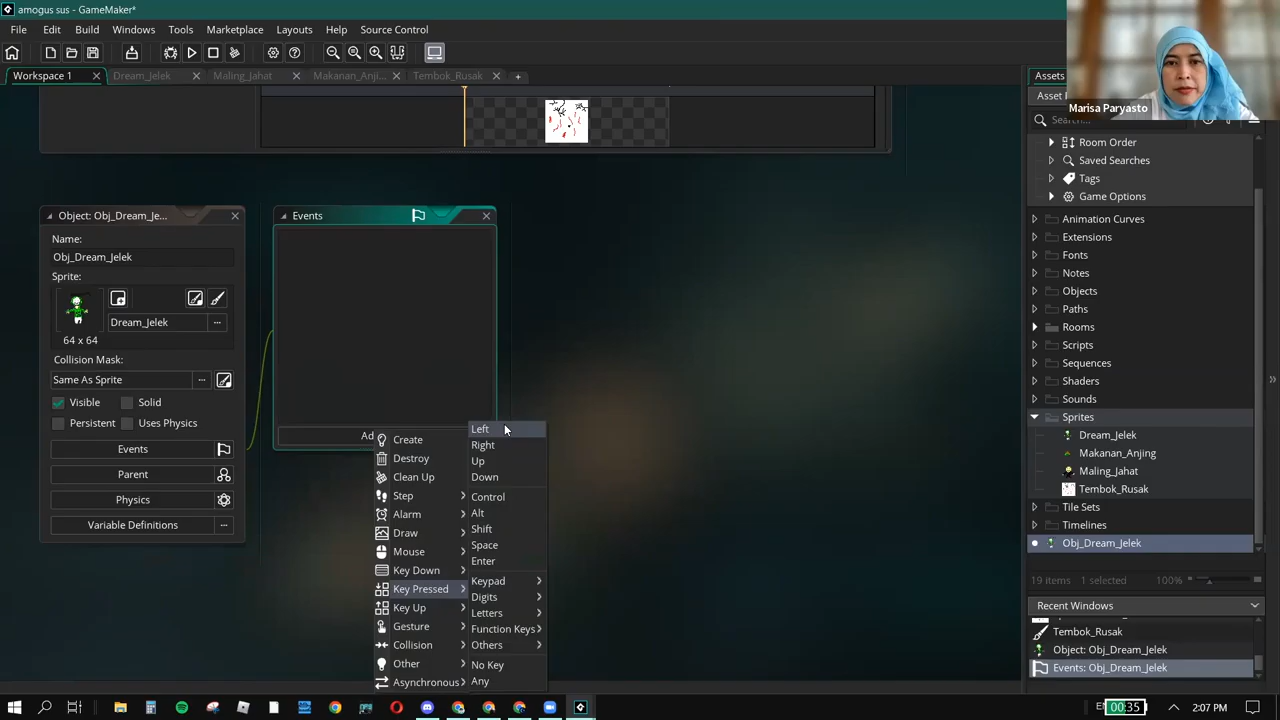 amogus sus - GameMaker*
File Edit Build Windows Tools Marketplace Layouts Help Source Control
Workspace 1 Dream_Jelek Maling_Jahat Makanan_Anji... Tembok_Rusak
Marisa Paryasto
Assets
Search...
Room Order
Saved Searches
Tags
Game Options
Animation Curves
Extensions
Fonts
Notes
Objects
Paths
Rooms
Scripts
Sequences
Shaders
Sounds
Sprites
Dream_Jelek
Makanan_Anjing
Maling_Jahat
Tembok_Rusak
Tile Sets
Timelines
Obj_Dream_Jelek
19 items 1 selected 100%
Recent Windows
Tembok_Rusak
Object: Obj_Dream_Jelek
Events: Obj_Dream_Jelek
Object: Obj_Dream_Je...
Name:
Obj_Dream_Jelek
Sprite:
Dream_Jelek
64 x 64
Collision Mask:
Same As Sprite
Visible Solid
Persistent Uses Physics
Events
Parent
Physics
Variable Definitions
Events
Create
Destroy
Clean Up
Step
Alarm
Draw
Mouse
Key Down
Key Pressed
Key Up
Gesture
Collision
Other
Asynchronous
Left
Right
Up
Down
Control
Alt
Shift
Space
Enter
Keypad
Digits
Letters
Function Keys
Others
No Key
Any
00:35
2:07 PM